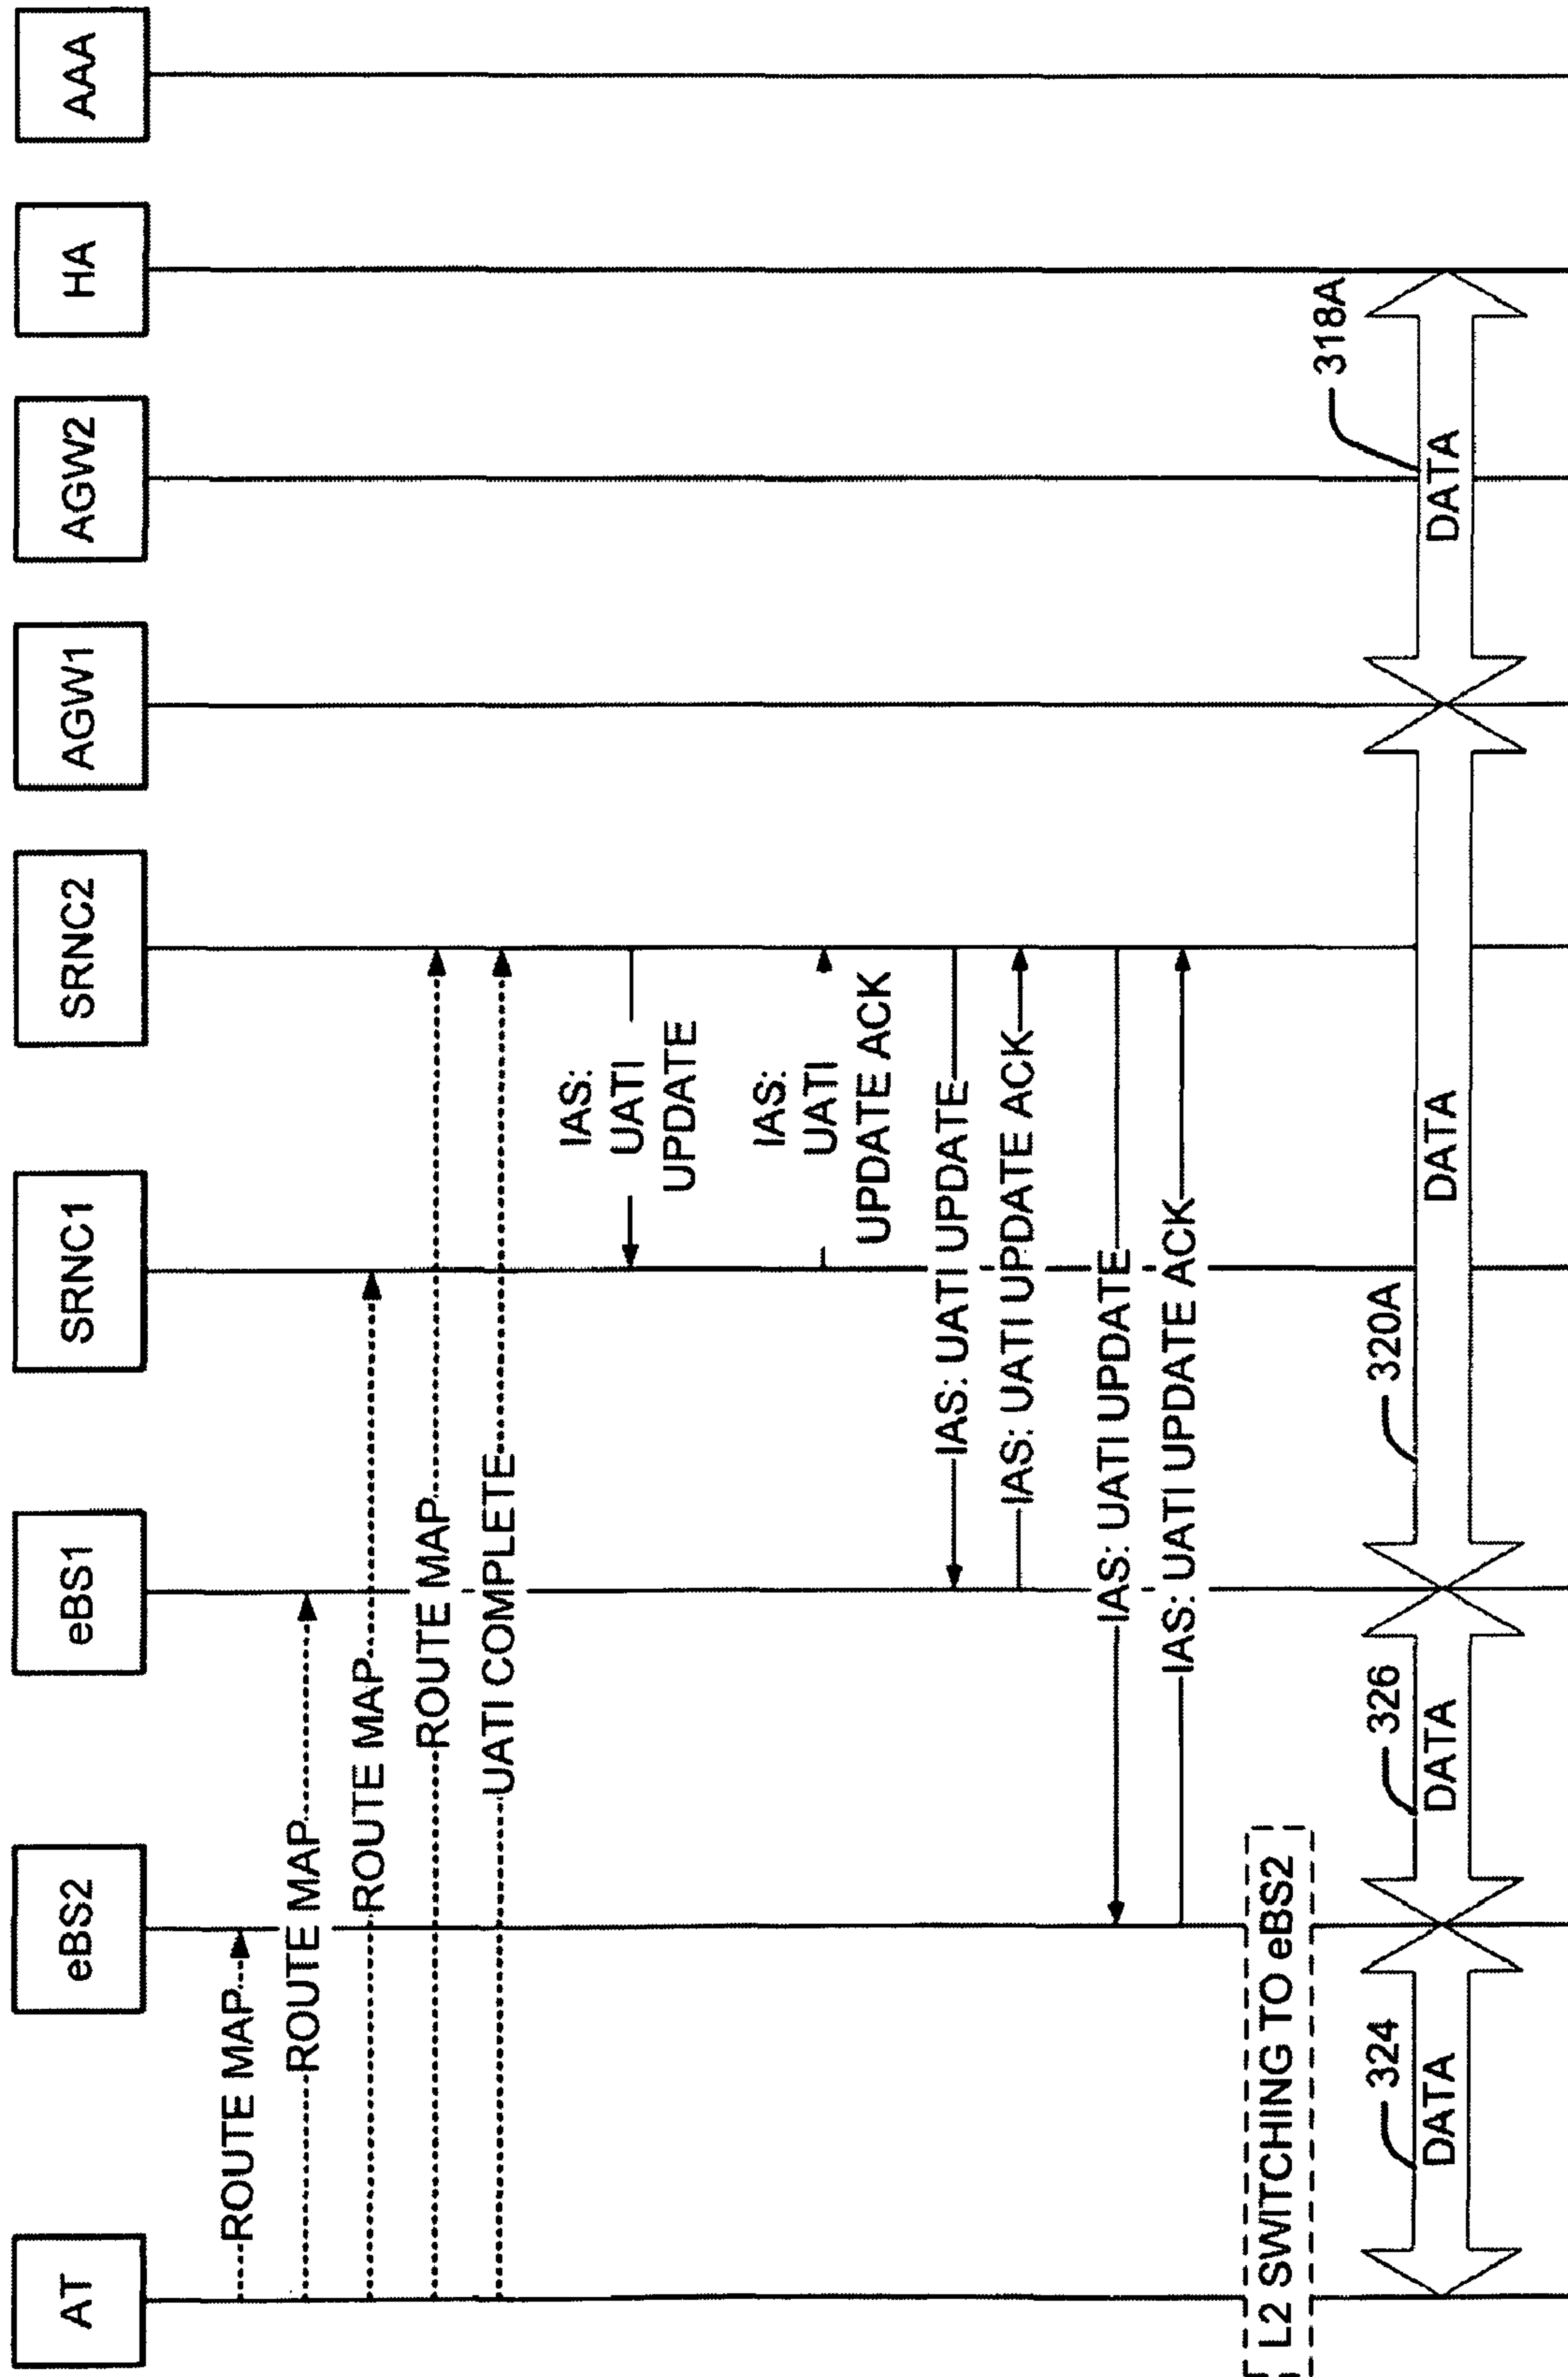 AT
eBS2
eBS1
SRNC1
SRNC2
AGW1
AGW2
HA
AAA
ROUTE MAP
ROUTE MAP
ROUTE MAP
ROUTE MAP
UATI COMPLETE
IAS:
UATI
UPDATE
IAS:
UATI
UPDATE ACK
IAS: UATI UPDATE
IAS: UATI UPDATE ACK
IAS: UATI UPDATE
IAS: UATI UPDATE ACK
L2 SWITCHING TO eBS2
324
326
320A
318A
DATA
DATA
DATA
DATA